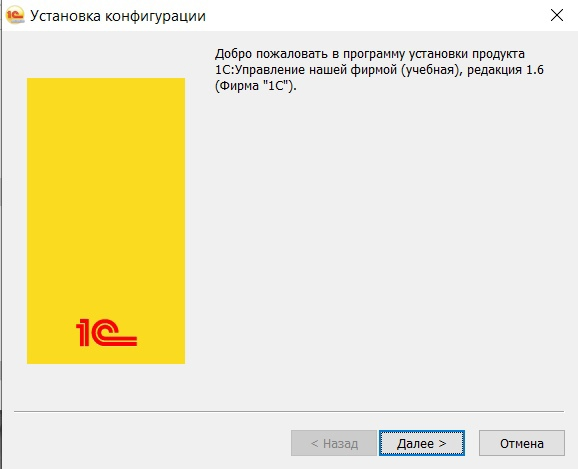 1С Установка конфигурации
Добро пожаловать в программу установки продукта
1С:Управление нашей фирмой (учебная), редакция 1.6
(Фирма "1С").
1С
< Назад
Далее >
Отмена